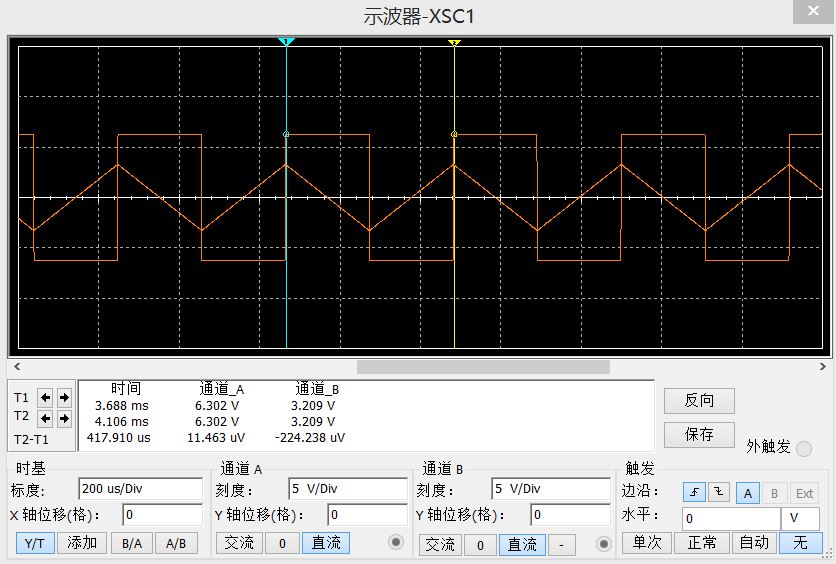 示波器-XSC1
1
2
时间 通道_A 通道_B
T1 3.688 ms 6.302 V 3.209 V
T2 4.106 ms 6.302 V 3.209 V
T2-T1 417.910 us 11.463 uV -224.238 uV
反向
保存
外触发
时基 通道 A 通道 B 触发
标度: 200 us/Div 刻度: 5 V/Div 刻度: 5 V/Div 边沿: A B Ext
X 轴位移(格): 0 Y 轴位移(格): 0 Y 轴位移(格): 0 水平: 0 V
Y/T 添加 B/A A/B 交流 0 直流 交流 0 直流 - 单次 正常 自动 无